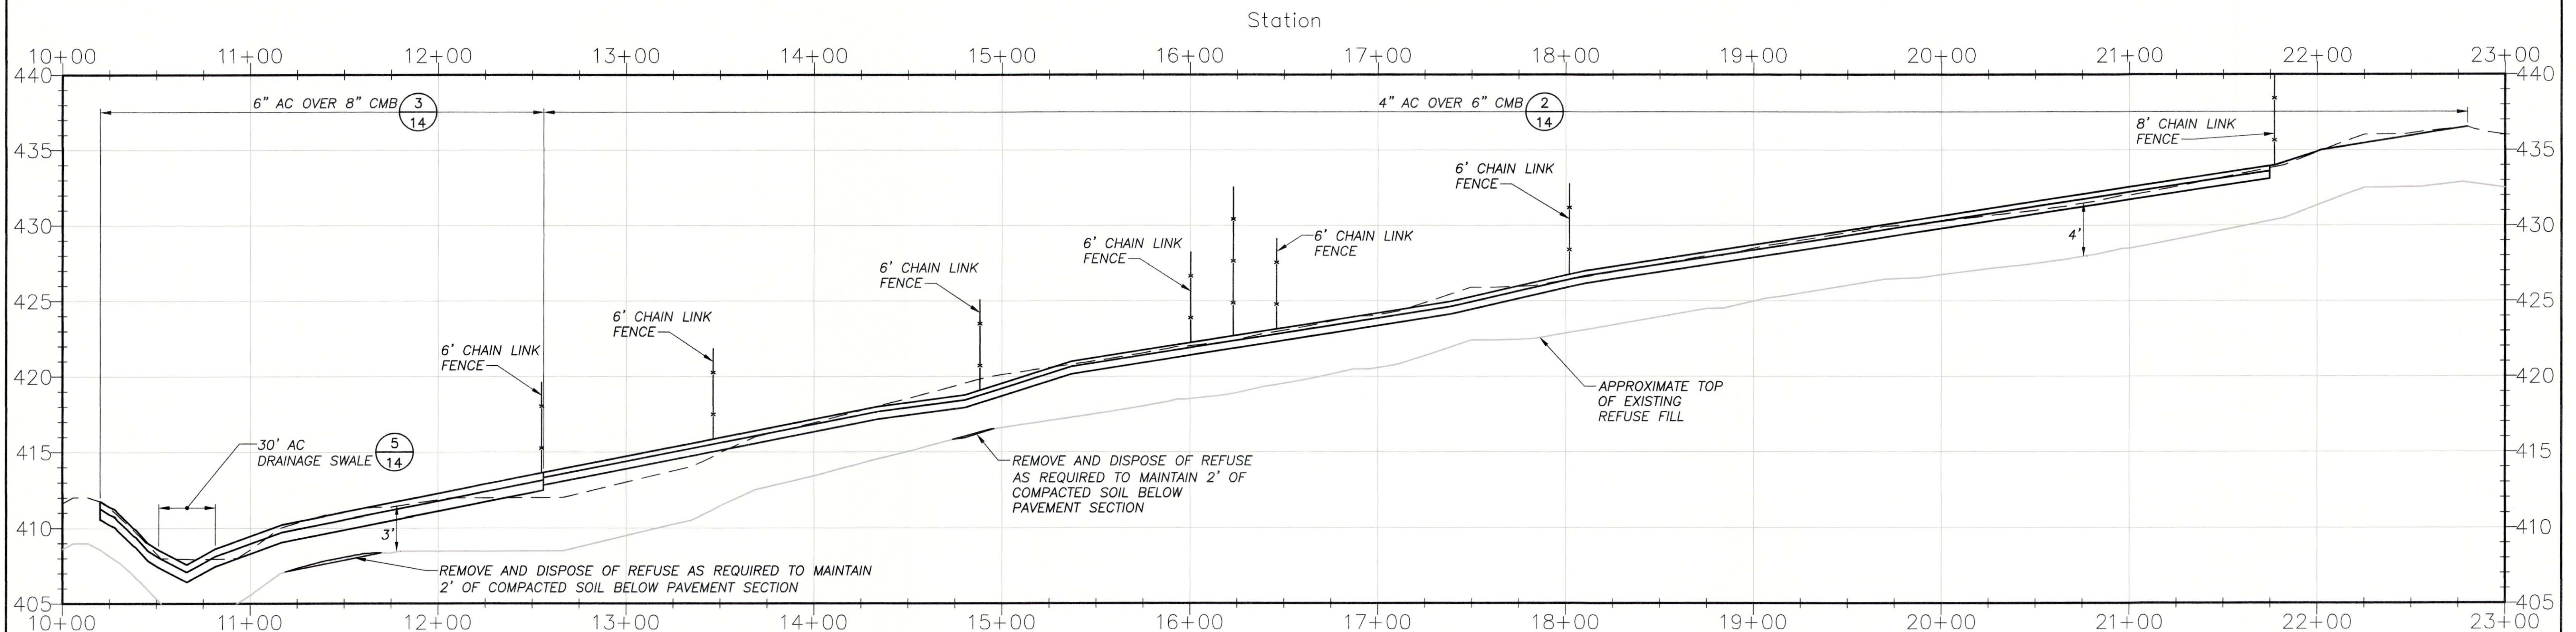 Station
10+00 11+00 12+00 13+00 14+00 15+00 16+00 17+00 18+00 19+00 20+00 21+00 22+00 23+00
440 440
6" AC OVER 8" CMB 3
14
4" AC OVER 6" CMB 2
14
8' CHAIN LINK
FENCE
435 435
6' CHAIN LINK
FENCE
6' CHAIN LINK
FENCE
6' CHAIN LINK
FENCE
430 430
4'
6' CHAIN LINK
FENCE
425 425
6' CHAIN LINK
FENCE
6' CHAIN LINK
FENCE
420 420
APPROXIMATE TOP
OF EXISTING
REFUSE FILL
415 415
30' AC
DRAINAGE SWALE 5
14
REMOVE AND DISPOSE OF REFUSE
AS REQUIRED TO MAINTAIN 2' OF
COMPACTED SOIL BELOW
PAVEMENT SECTION
410 410
3'
REMOVE AND DISPOSE OF REFUSE AS REQUIRED TO MAINTAIN
2' OF COMPACTED SOIL BELOW PAVEMENT SECTION
405 405
10+00 11+00 12+00 13+00 14+00 15+00 16+00 17+00 18+00 19+00 20+00 21+00 22+00 23+00